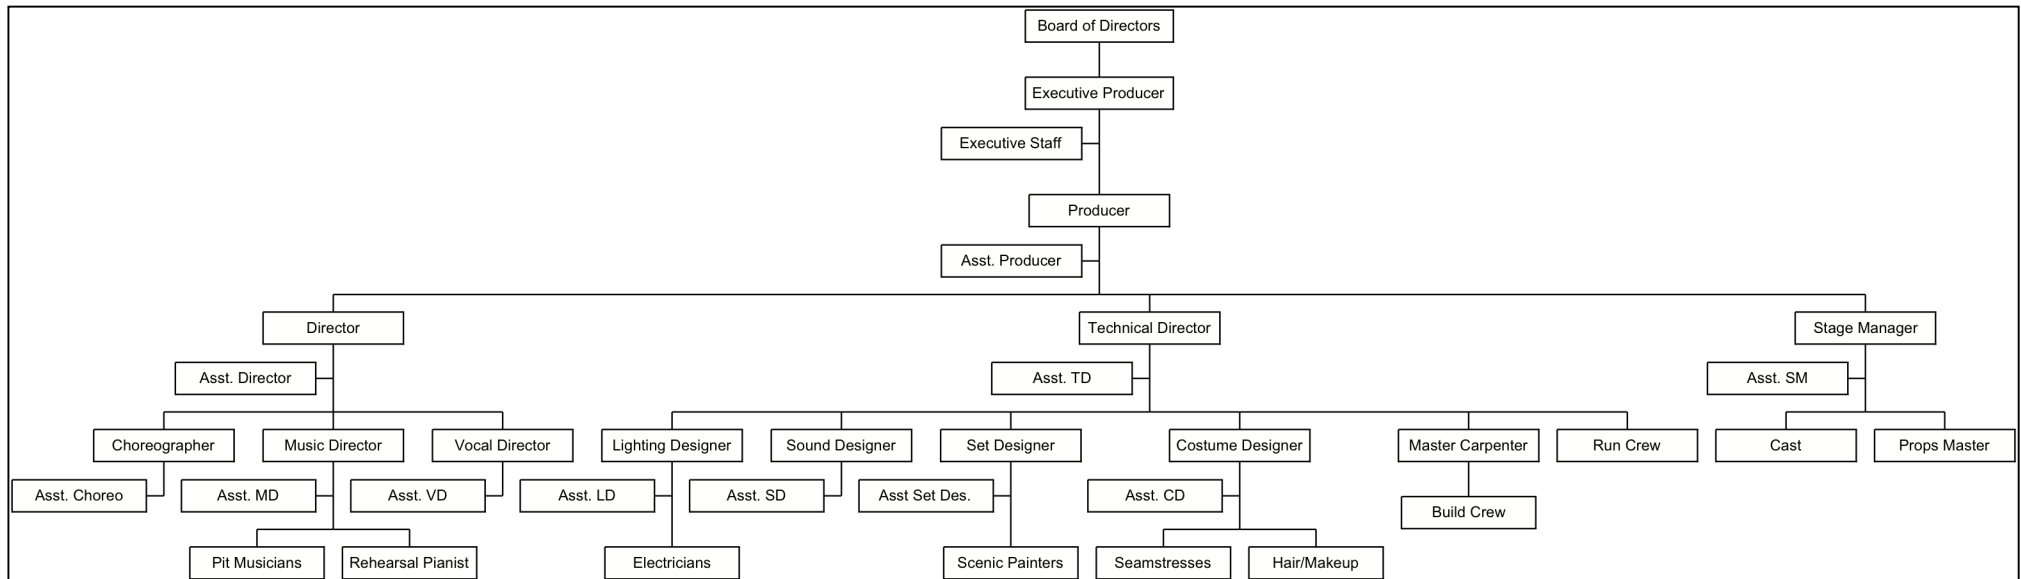 Board of Directors
Executive Producer
Executive Staff
Producer
Asst. Producer
Director
Technical Director
Stage Manager
Asst. Director
Asst. TD
Asst. SM
Choreographer
Music Director
Vocal Director
Lighting Designer
Sound Designer
Set Designer
Costume Designer
Master Carpenter
Run Crew
Cast
Props Master
Asst. Choreo
Asst. MD
Asst. VD
Asst. LD
Asst. SD
Asst Set Des.
Asst. CD
Build Crew
Pit Musicians
Rehearsal Pianist
Electricians
Scenic Painters
Seamstresses
Hair/Makeup